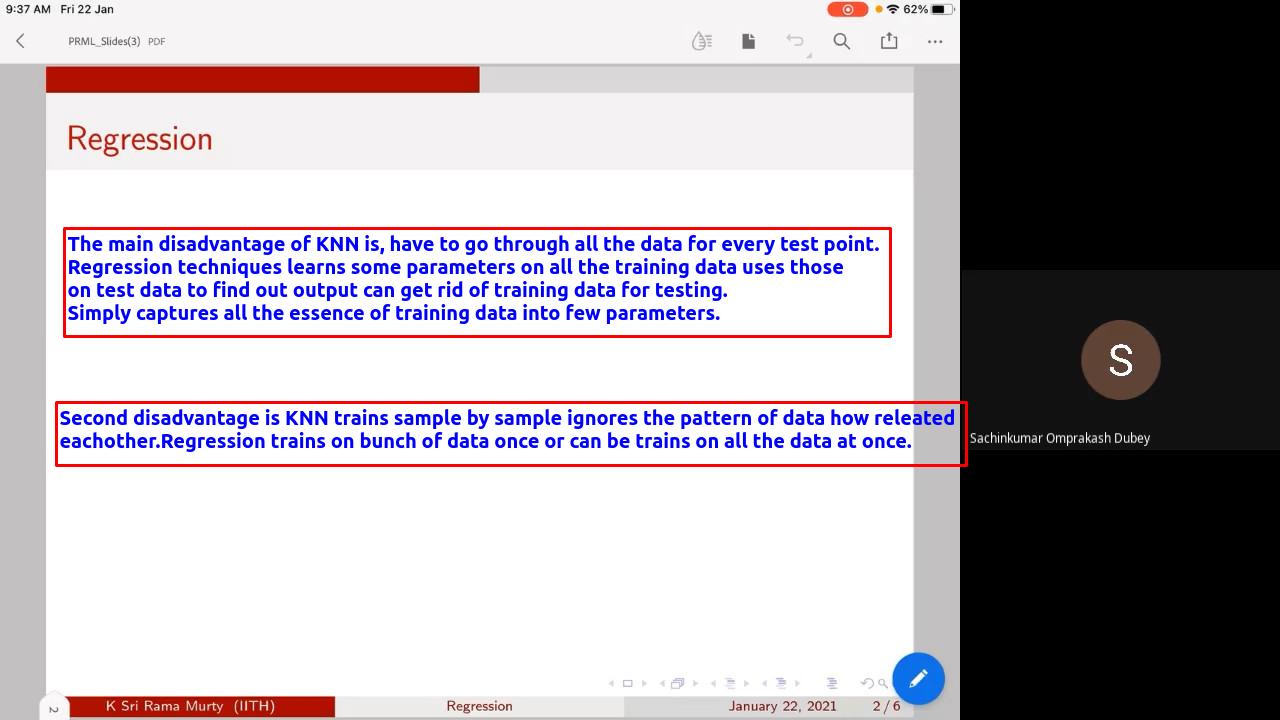 9:37 AM Fri 22 Jan
62%
PRML_Slides(3) PDF
Regression
The main disadvantage of KNN is, have to go through all the data for every test point.
Regression techniques learns some parameters on all the training data uses those
on test data to find out output can get rid of training data for testing.
Simply captures all the essence of training data into few parameters.
Second disadvantage is KNN trains sample by sample ignores the pattern of data how releated
eachother.Regression trains on bunch of data once or can be trains on all the data at once.
S
Sachinkumar Omprakash Dubey
2
K Sri Rama Murty (IITH) Regression January 22, 2021 2 / 6